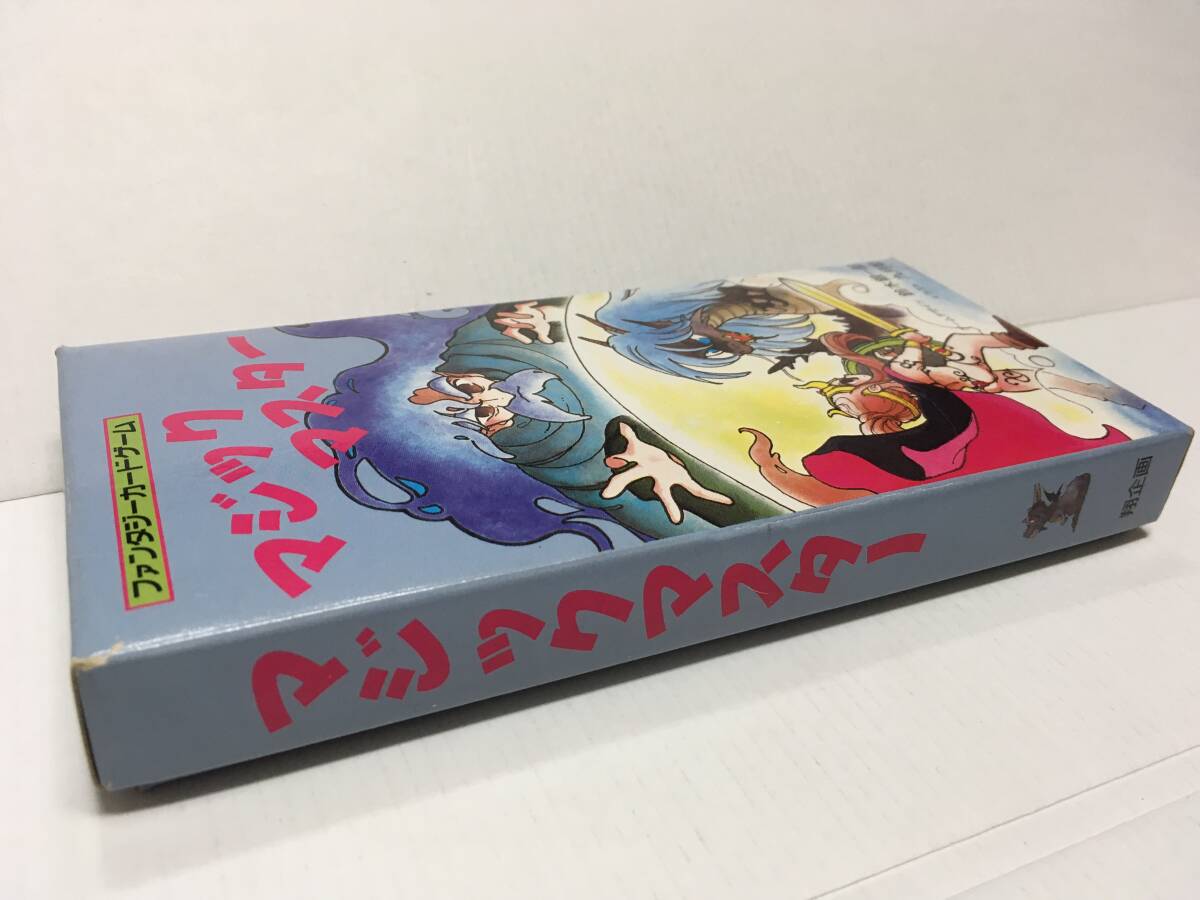 ファンタジーカードゲーム
マジック
マスター
マジックマスター
翔企画